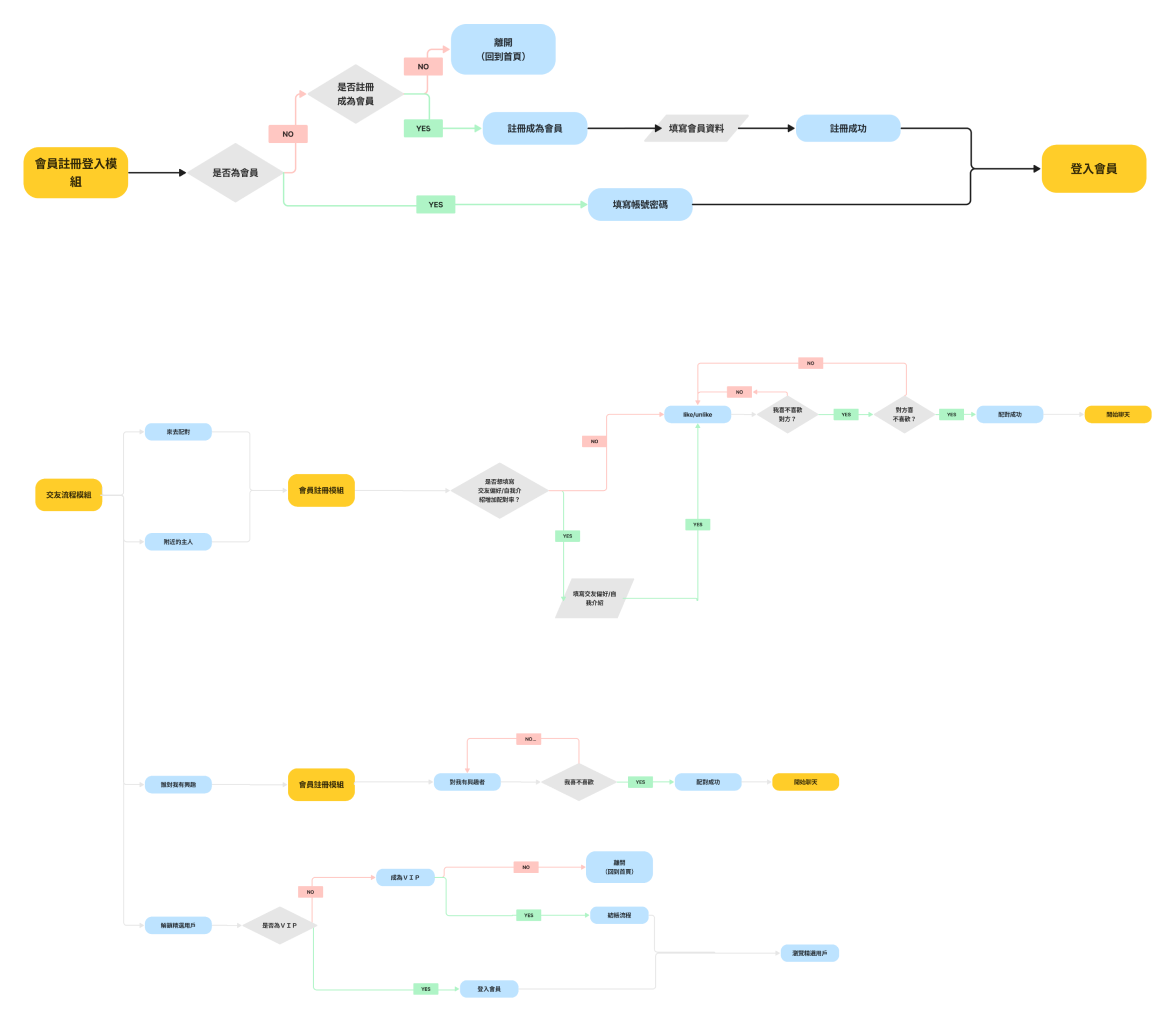 離開
（回到首頁）
NO
是否註冊
成為會員
YES
註冊成為會員
填寫會員資料
註冊成功
NO
會員註冊登入模
組
是否為會員
登入會員
YES
填寫帳號密碼
NO
NO
like/unlike
我喜不喜歡
對方？
YES
對方喜
不喜歡？
YES
配對成功
開始聊天
來去配對
NO
交友流程模組
會員註冊模組
是否想填寫
交友偏好/自我介
紹增加配對率？
YES
YES
附近的主人
填寫交友偏好/自
我介紹
NO...
誰對我有興趣
會員註冊模組
對我有興趣者
我喜不喜歡
YES
配對成功
開始聊天
離開
（回到首頁）
NO
成為ＶＩＰ
NO
YES
結帳流程
解鎖精選用戶
是否為ＶＩＰ
瀏覽精選用戶
YES
登入會員